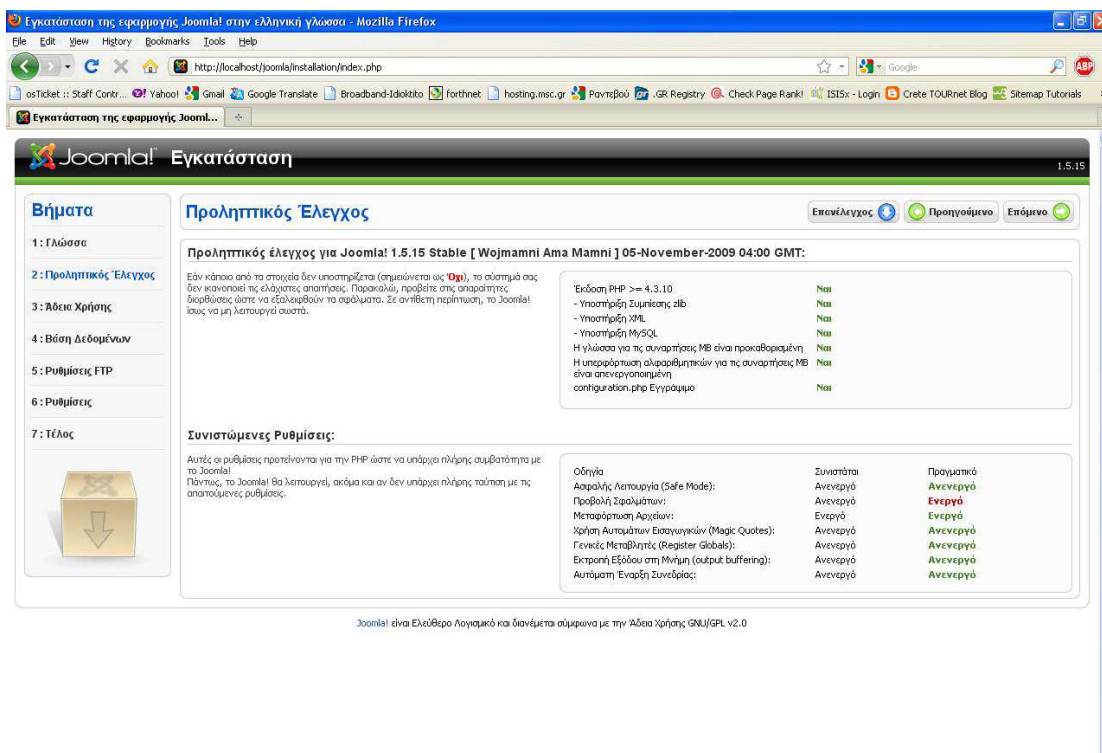 Εγκατάσταση της εφαρμογής Joomla! στην ελληνική γλώσσα - Mozilla Firefox
File Edit View History Bookmarks Tools Help
http://localhost/joomla/installation/index.php
Google
ABP
osTicket :: Staff Contr... Yahoo! Gmail Google Translate Broadband-Idioktito forthnet hosting.msc.gr Ραντεβού .GR Registry Check Page Rank! ISISx - Login Crete TOURnet Blog Sitemap Tutorials
Εγκατάσταση της εφαρμογής Jooml...
Joomla! Εγκατάσταση
1.5.15
Βήματα
1 : Γλώσσα
2 : Προληπτικός Έλεγχος
3 : Άδεια Χρήσης
4 : Βάση Δεδομένων
5 : Ρυθμίσεις FTP
6 : Ρυθμίσεις
7 : Τέλος
Προληπτικός Έλεγχος
Επανέλεγχος Προηγούμενο Επόμενο
Προληπτικός έλεγχος για Joomla! 1.5.15 Stable [ Wojmamni Ama Mamni ] 05-November-2009 04:00 GMT:
Εάν κάποιο από τα στοιχεία δεν υποστηρίζεται (σημειώνεται ως Όχι), το σύστημά σας
δεν ικανοποιεί τις ελάχιστες απαιτήσεις. Παρακαλώ, προβείτε στις απαραίτητες
διορθώσεις ώστε να εξαλειφθούν τα σφάλματα. Σε αντίθετη περίπτωση, το Joomla!
ίσως να μη λειτουργεί σωστά.
Έκδοση PHP >= 4.3.10 Ναι
- Υποστήριξη Συμπίεσης zlib Ναι
- Υποστήριξη XML Ναι
- Υποστήριξη MySQL Ναι
Η γλώσσα για τις συναρτήσεις MB είναι προκαθορισμένη Ναι
Η υπερφόρτωση αλφαριθμητικών για τις συναρτήσεις MB Ναι
είναι απενεργοποιημένη
configuration.php Εγγράψιμο Ναι
Συνιστώμενες Ρυθμίσεις:
Αυτές οι ρυθμίσεις προτείνονται για την PHP ώστε να υπάρχει πλήρης συμβατότητα με
το Joomla!
Πάντως, το Joomla! θα λειτουργεί, ακόμα και αν δεν υπάρχει πλήρης ταύτιση με τις
απαιτούμενες ρυθμίσεις.
Οδηγία Συνιστάται Πραγματικό
Ασφαλής Λειτουργία (Safe Mode): Ανενεργό Ανενεργό
Προβολή Σφαλμάτων: Ανενεργό Ενεργό
Μεταφόρτωση Αρχείων: Ενεργό Ενεργό
Χρήση Αυτομάτων Εισαγωγικών (Magic Quotes): Ανενεργό Ανενεργό
Γενικές Μεταβλητές (Register Globals): Ανενεργό Ανενεργό
Εκτροπή Εξόδου στη Μνήμη (output buffering): Ανενεργό Ανενεργό
Αυτόματη Έναρξη Συνεδρίας: Ανενεργό Ανενεργό
Joomla! είναι Ελεύθερο Λογισμικό και διανέμεται σύμφωνα με την Άδεια Χρήσης GNU/GPL v2.0